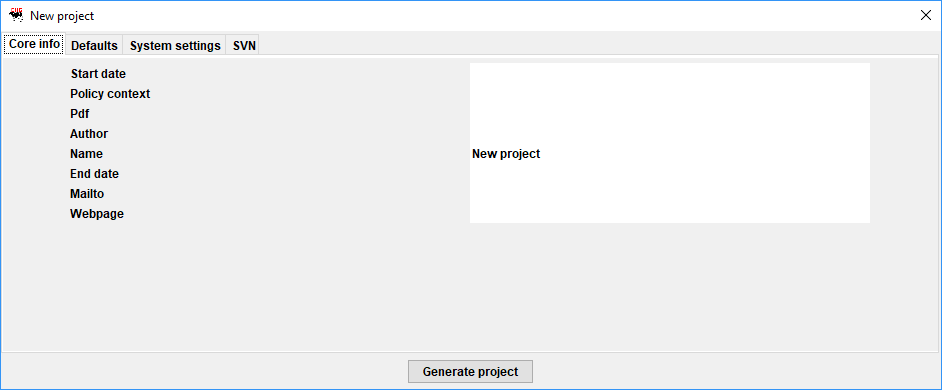 New project
Core info Defaults System settings SVN
Start date
Policy context
Pdf
Author
Name New project
End date
Mailto
Webpage
Generate project